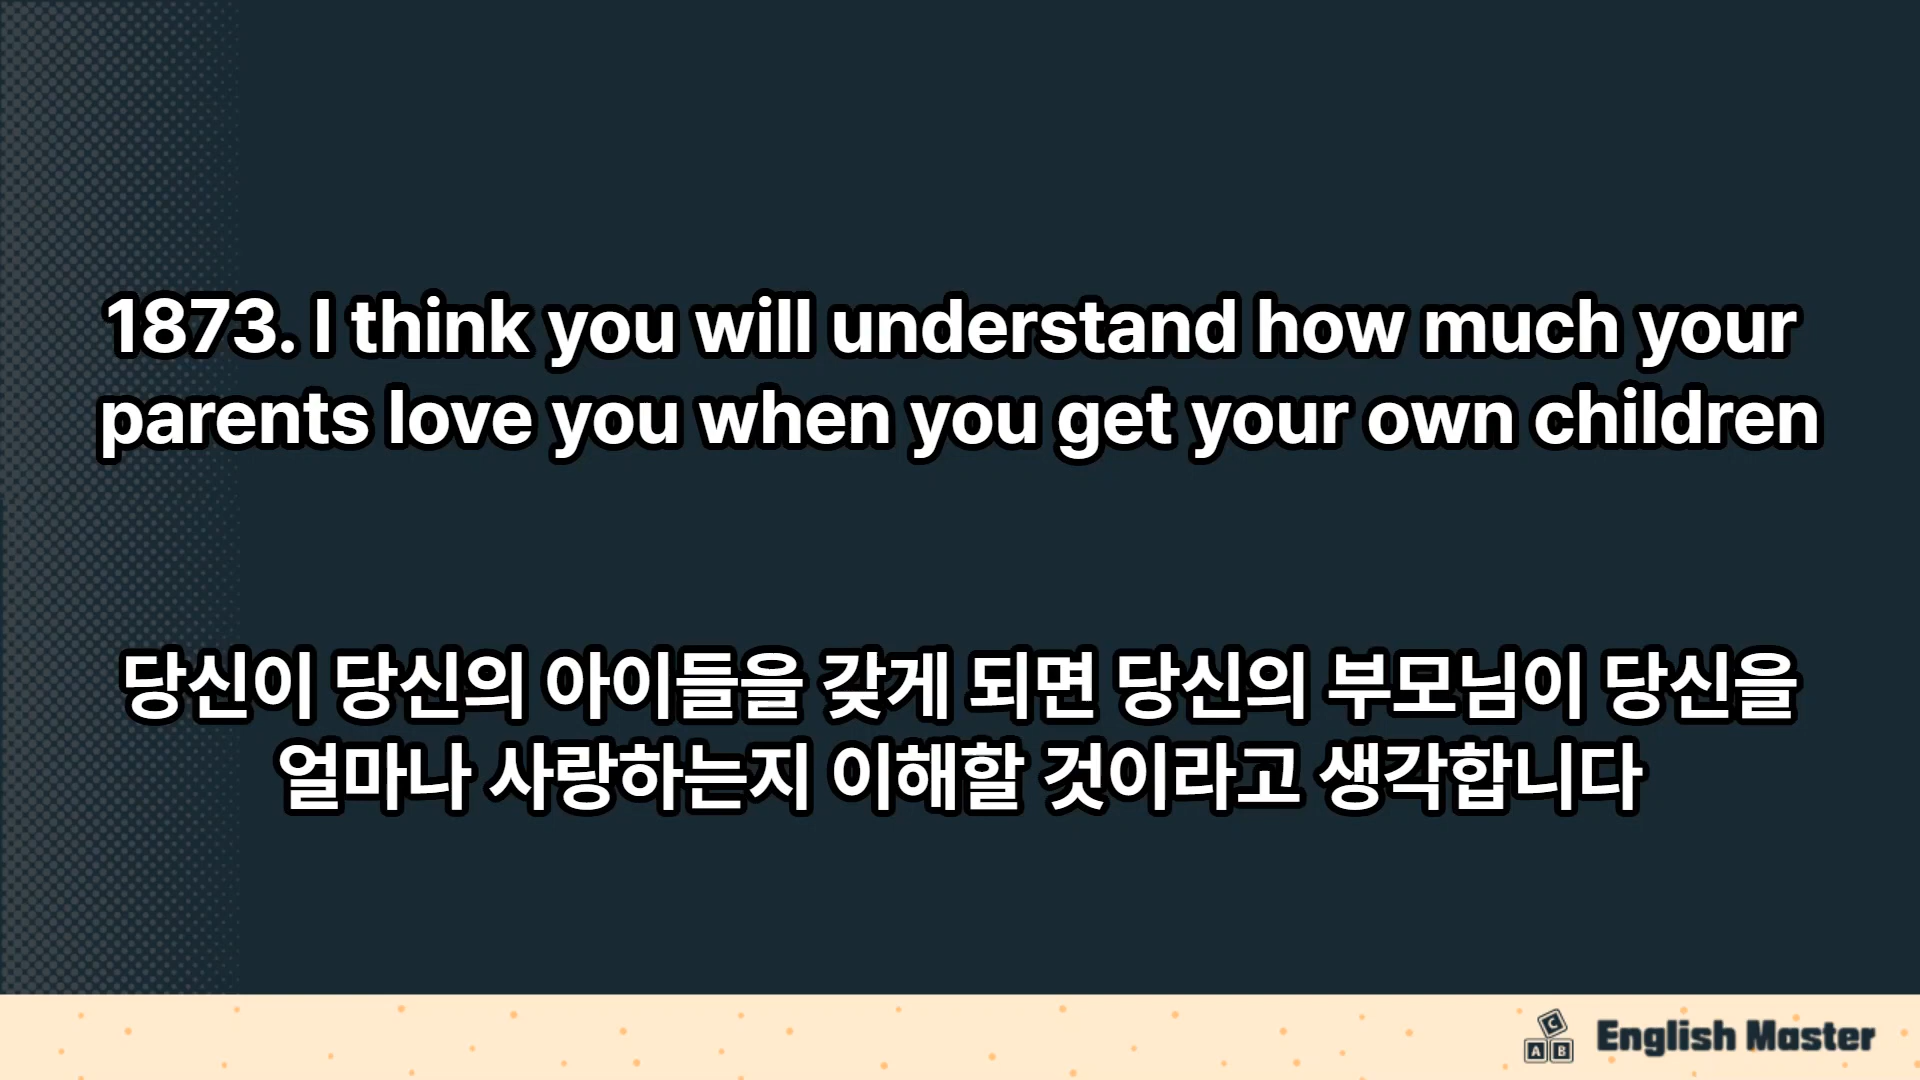 1873. I think you will understand how much your
parents love you when you get your own children
당신이 당신의 아이들을 갖게 되면 당신의 부모님이 당신을
얼마나 사랑하는지 이해할 것이라고 생각합니다
C
A B
English Master